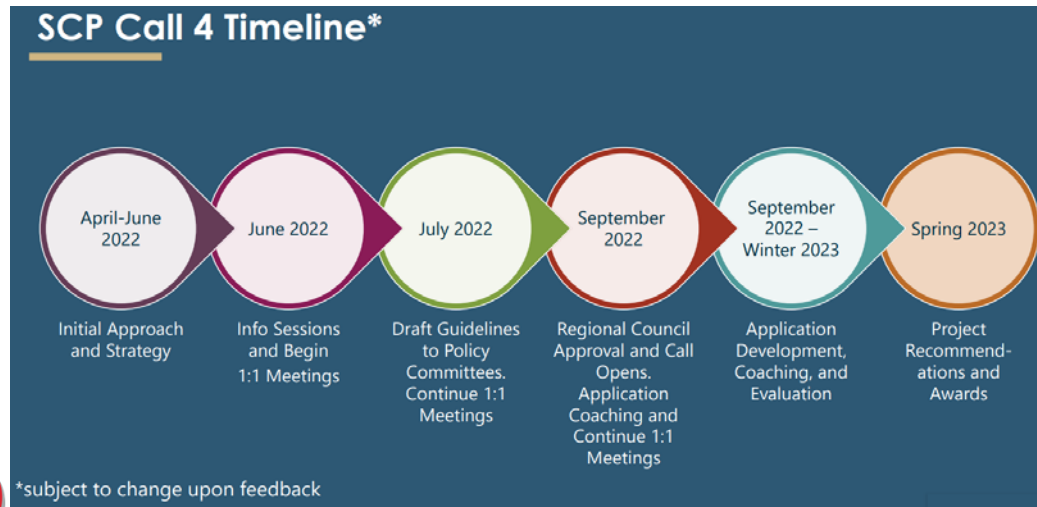 SCP Call 4 Timeline*
April-June
2022
June 2022
July 2022
September
2022
September
2022 –
Winter 2023
Spring 2023
Initial Approach
and Strategy
Info Sessions
and Begin
1:1 Meetings
Draft Guidelines
to Policy
Committees.
Continue 1:1
Meetings
Regional Council
Approval and Call
Opens.
Application
Coaching and
Continue 1:1
Meetings
Application
Development,
Coaching, and
Evaluation
Project
Recommend-
ations and
Awards
*subject to change upon feedback